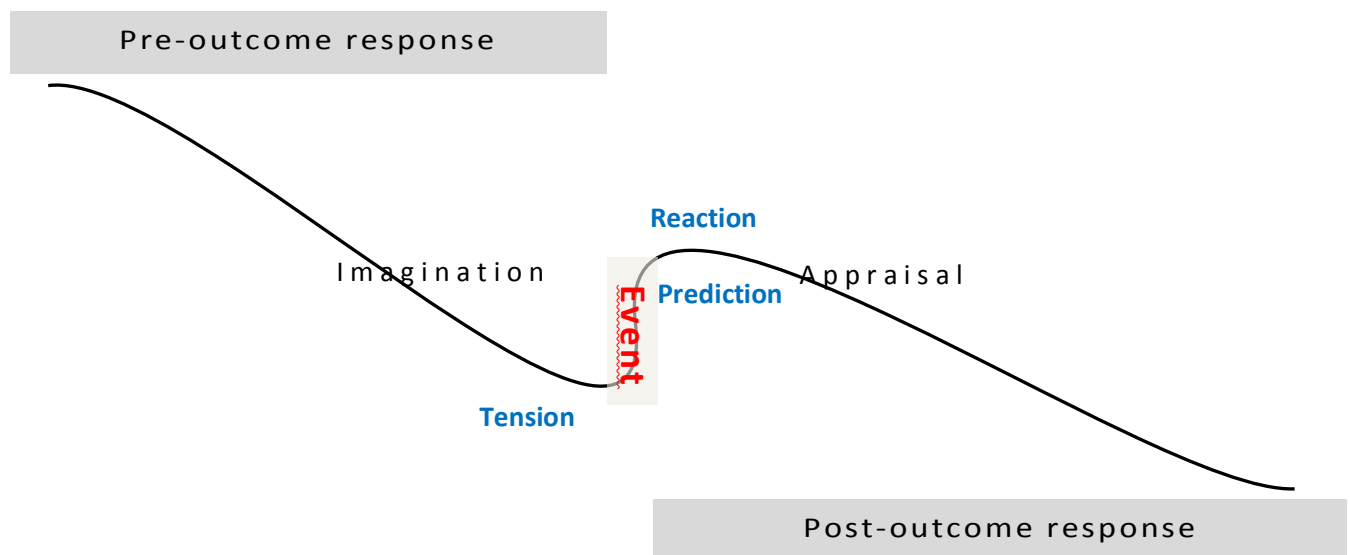 Pre-outcome response
Reaction
Imagination
Appraisal
Prediction
Event
Tension
Post-outcome response